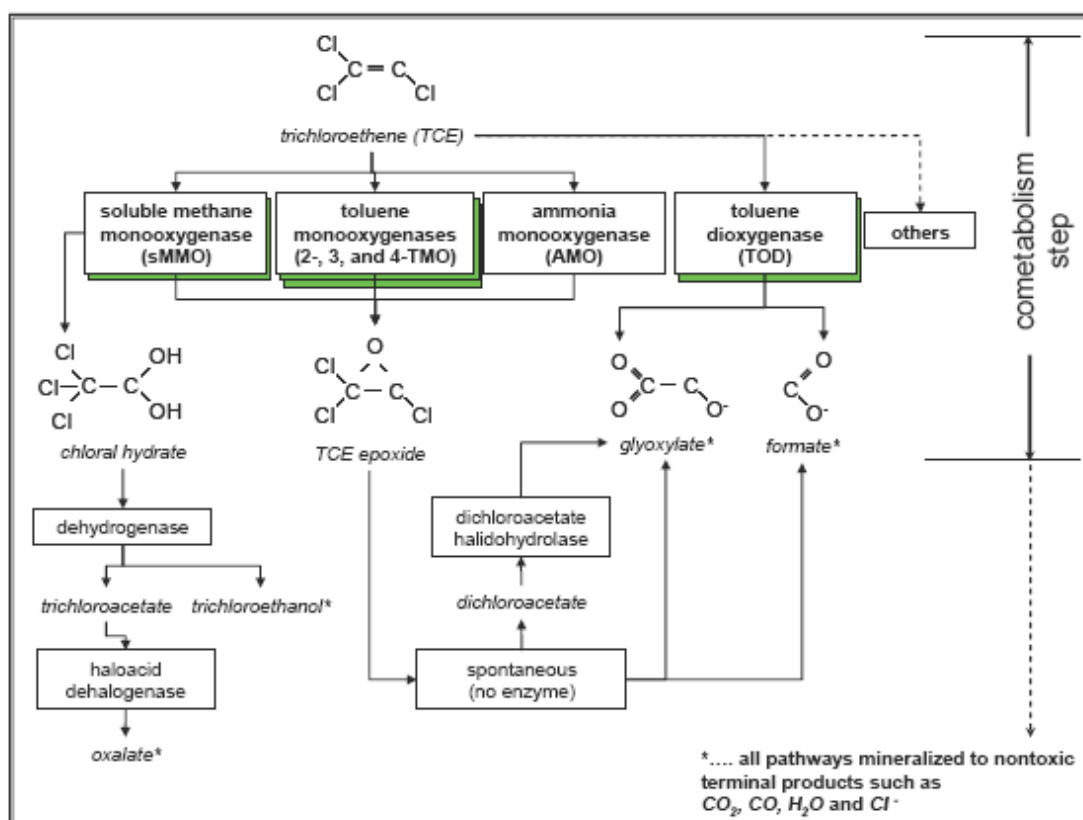 Cl
C = C
Cl
Cl
trichloroethene (TCE)
soluble methane
monooxygenase
(sMMO)
toluene
monooxygenases
(2-, 3, and 4-TMO)
ammonia
monooxygenase
(AMO)
toluene
dioxygenase
(TOD)
others
cometabolism
step
Cl
OH
Cl
C
C
Cl
OH
chloral hydrate
O
Cl
C
C
Cl
Cl
TCE epoxide
O
C
C
O
O-
glyoxylate*
O
C
O-
formate*
dehydrogenase
dichloroacetate
halidohydrolase
trichloroacetate
trichloroethanol*
dichloroacetate
haloacid
dehalogenase
spontaneous
(no enzyme)
oxalate*
*.... all pathways mineralized to nontoxic
terminal products such as
CO2, CO, H2O and Cl -